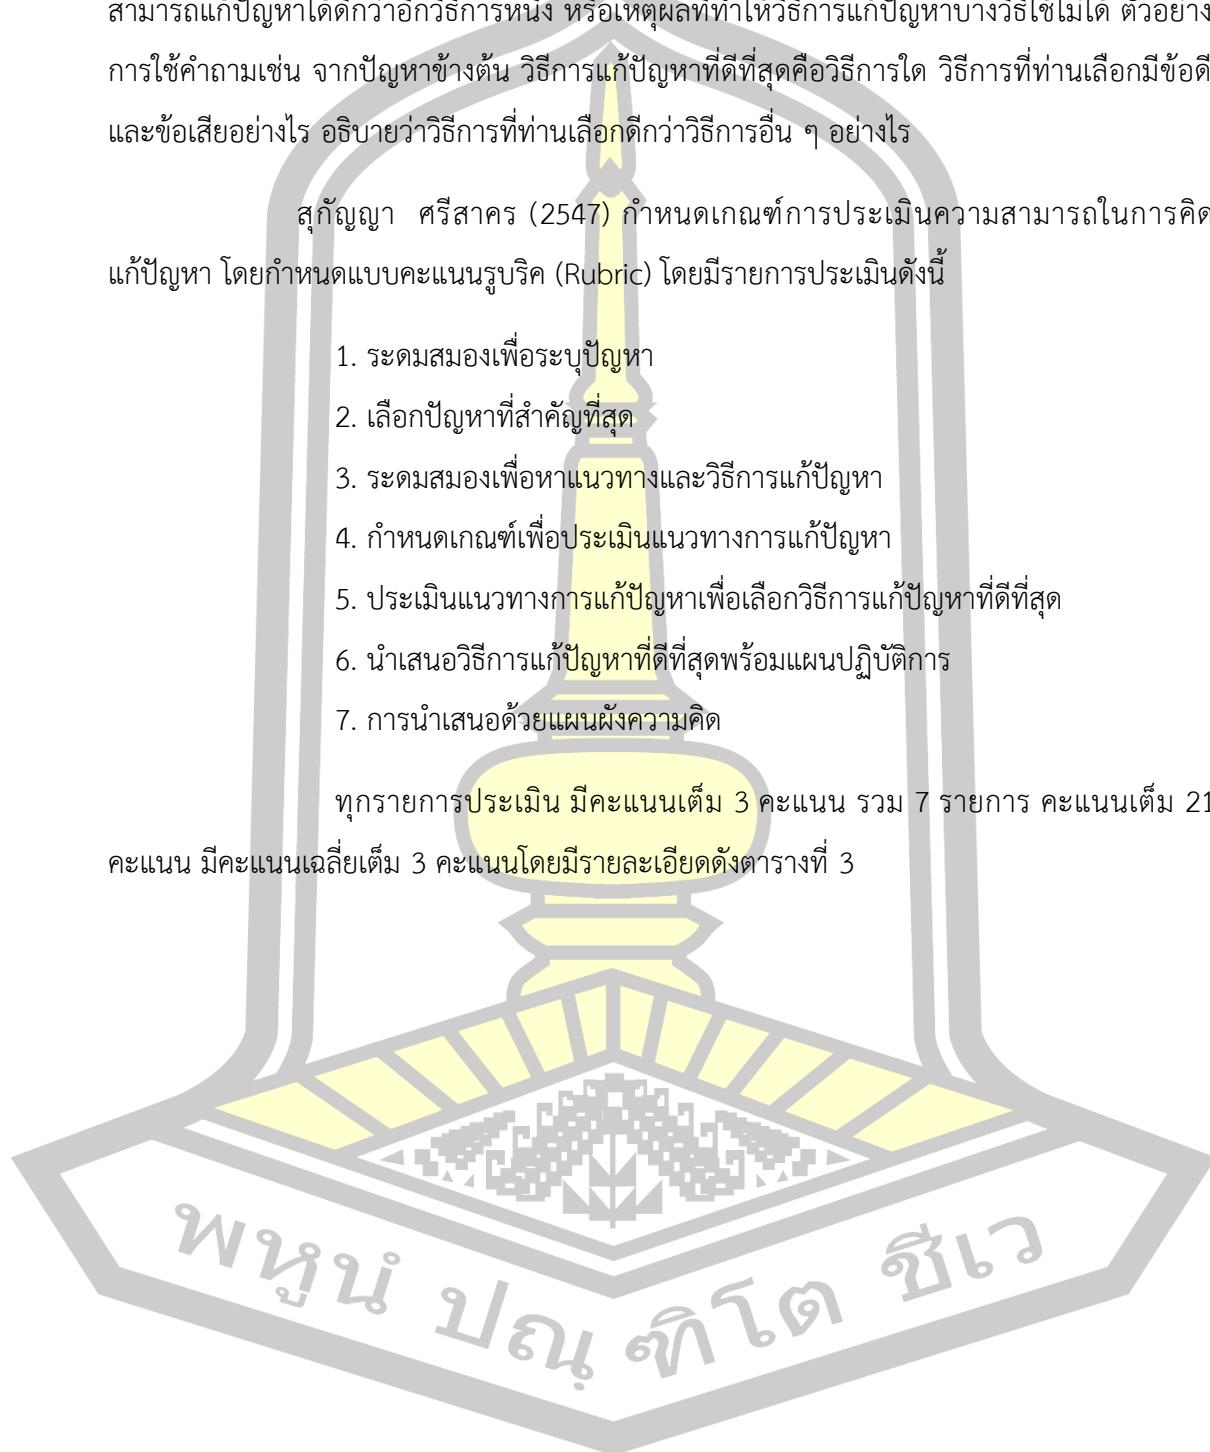 สามารถแก้ปัญหาได้ดีกว่าอีกวิธีการหนึ่ง หรือเหตุผลที่ทำให้วิธีการแก้ปัญหาบางวิธีใช้ไม่ได้ ตัวอย่าง
การใช้คำถามเช่น จากปัญหาข้างต้น วิธีการแก้ปัญหาที่ดีที่สุดคือวิธีการใด วิธีการที่ท่านเลือกมีข้อดี
และข้อเสียอย่างไร อธิบายว่าวิธีการที่ท่านเลือกดีกว่าวิธีการอื่น ๆ อย่างไร
สุกัญญา ศรีสาคร (2547) กำหนดเกณฑ์การประเมินความสามารถในการคิด
แก้ปัญหา โดยกำหนดแบบคะแนนรูบริค (Rubric) โดยมีรายการประเมินดังนี้
1. ระดมสมองเพื่อระบุปัญหา
2. เลือกปัญหาที่สำคัญที่สุด
3. ระดมสมองเพื่อหาแนวทางและวิธีการแก้ปัญหา
4. กำหนดเกณฑ์เพื่อประเมินแนวทางการแก้ปัญหา
5. ประเมินแนวทางการแก้ปัญหาเพื่อเลือกวิธีการแก้ปัญหาที่ดีที่สุด
6. นำเสนอวิธีการแก้ปัญหาที่ดีที่สุดพร้อมแผนปฏิบัติการ
7. การนำเสนอด้วยแผนผังความคิด
ทุกรายการประเมิน มีคะแนนเต็ม 3 คะแนน รวม 7 รายการ คะแนนเต็ม 21
คะแนน มีคะแนนเฉลี่ยเต็ม 3 คะแนนโดยมีรายละเอียดดังตารางที่ 3
พหูนํ ปณฺฑิโต ชีเว